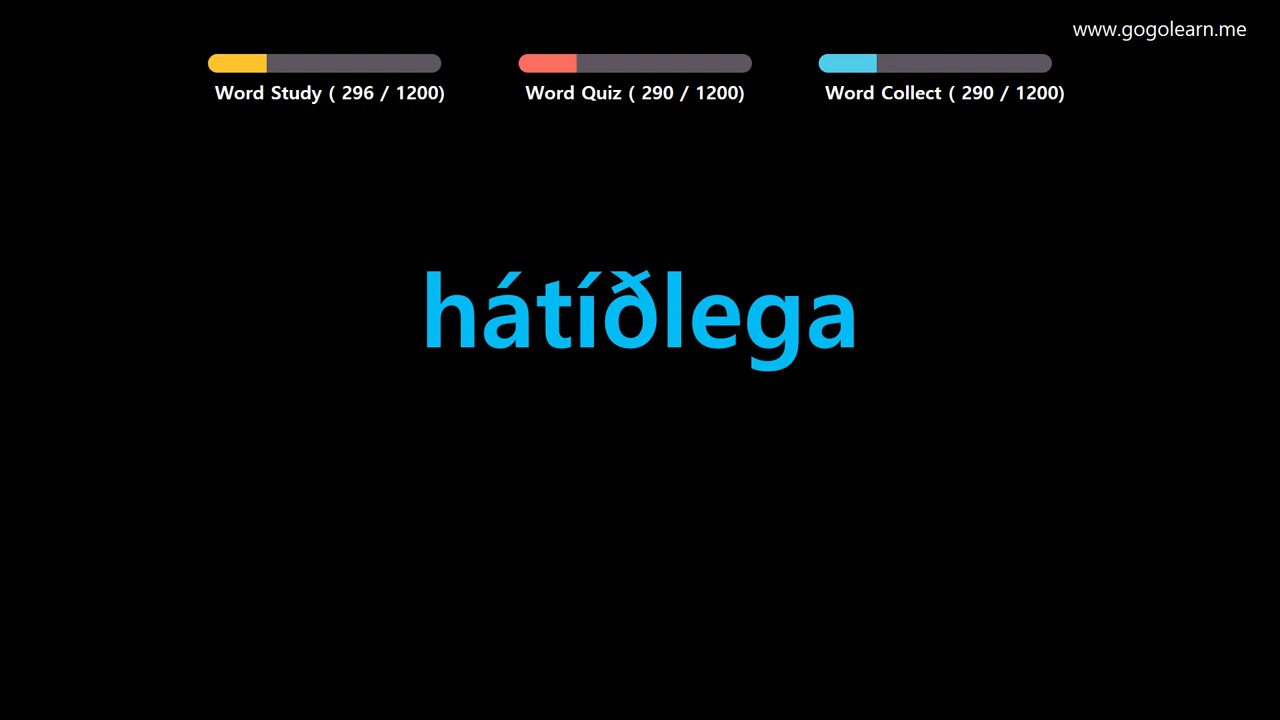 www.gogolearn.me
Word Study ( 296 / 1200)
Word Quiz ( 290 / 1200)
Word Collect ( 290 / 1200)
hátíðlega